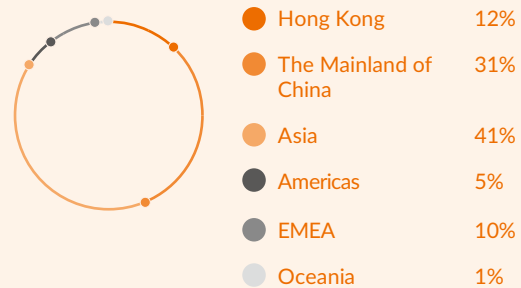 Hong Kong 12%
The Mainland of 31%
China
Asia 41%
Americas 5%
EMEA 10%
Oceania 1%